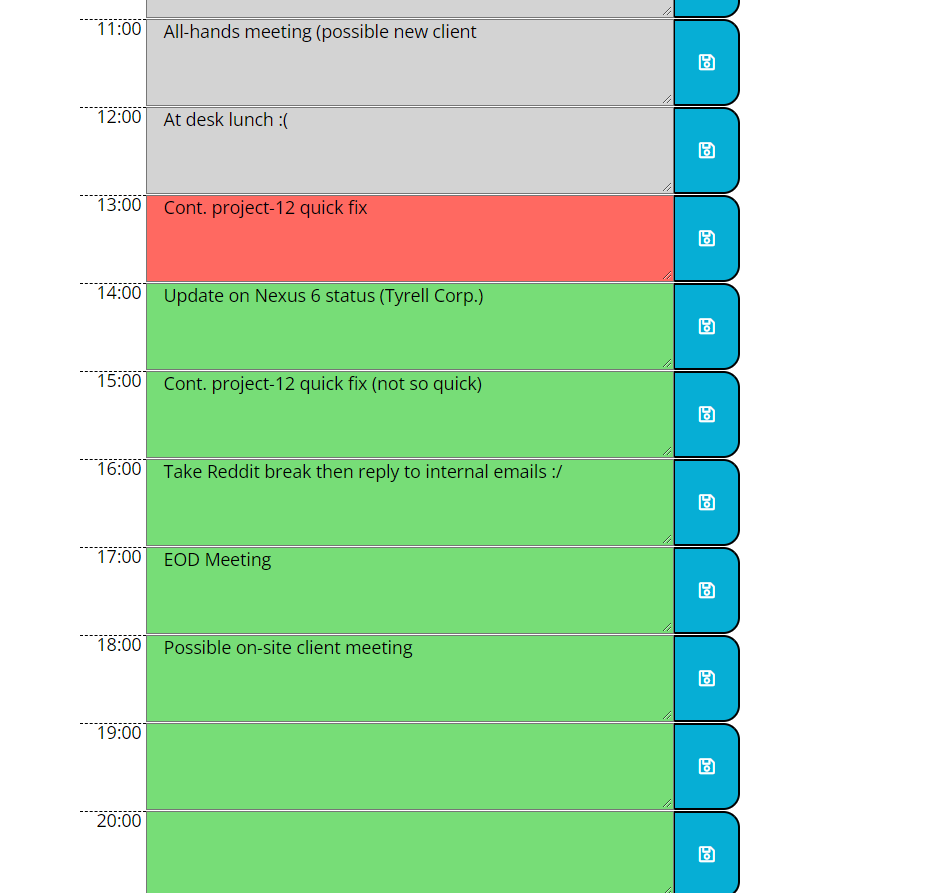 11:00 All-hands meeting (possible new client
12:00 At desk lunch :(
13:00 Cont. project-12 quick fix
14:00 Update on Nexus 6 status (Tyrell Corp.)
15:00 Cont. project-12 quick fix (not so quick)
16:00 Take Reddit break then reply to internal emails :/
17:00 EOD Meeting
18:00 Possible on-site client meeting
19:00
20:00